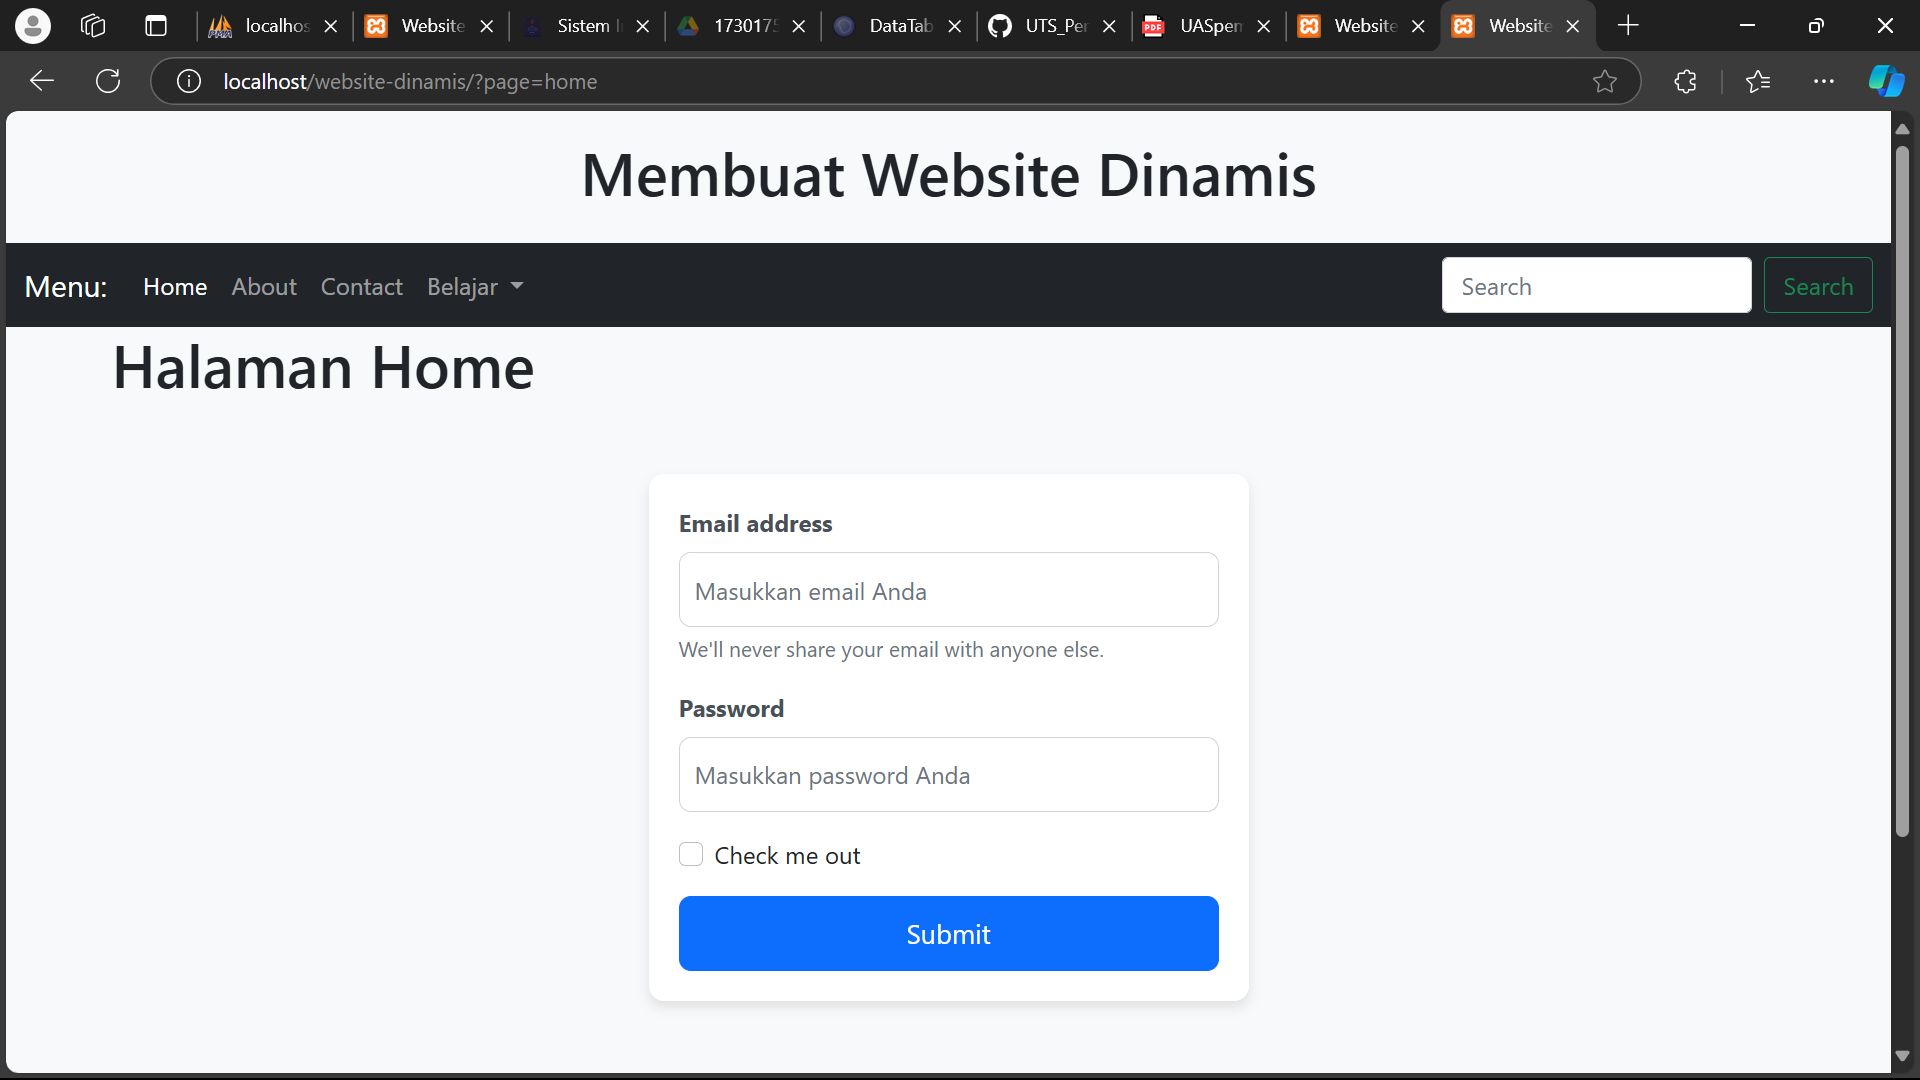 localhos
Website
Sistem I
1730175
DataTab
UTS_Per
UASpem
Website
Website
localhost/website-dinamis/?page=home
Membuat Website Dinamis
Menu: Home About Contact Belajar Search Search
Halaman Home
Email address
Masukkan email Anda
We'll never share your email with anyone else.
Password
Masukkan password Anda
Check me out
Submit